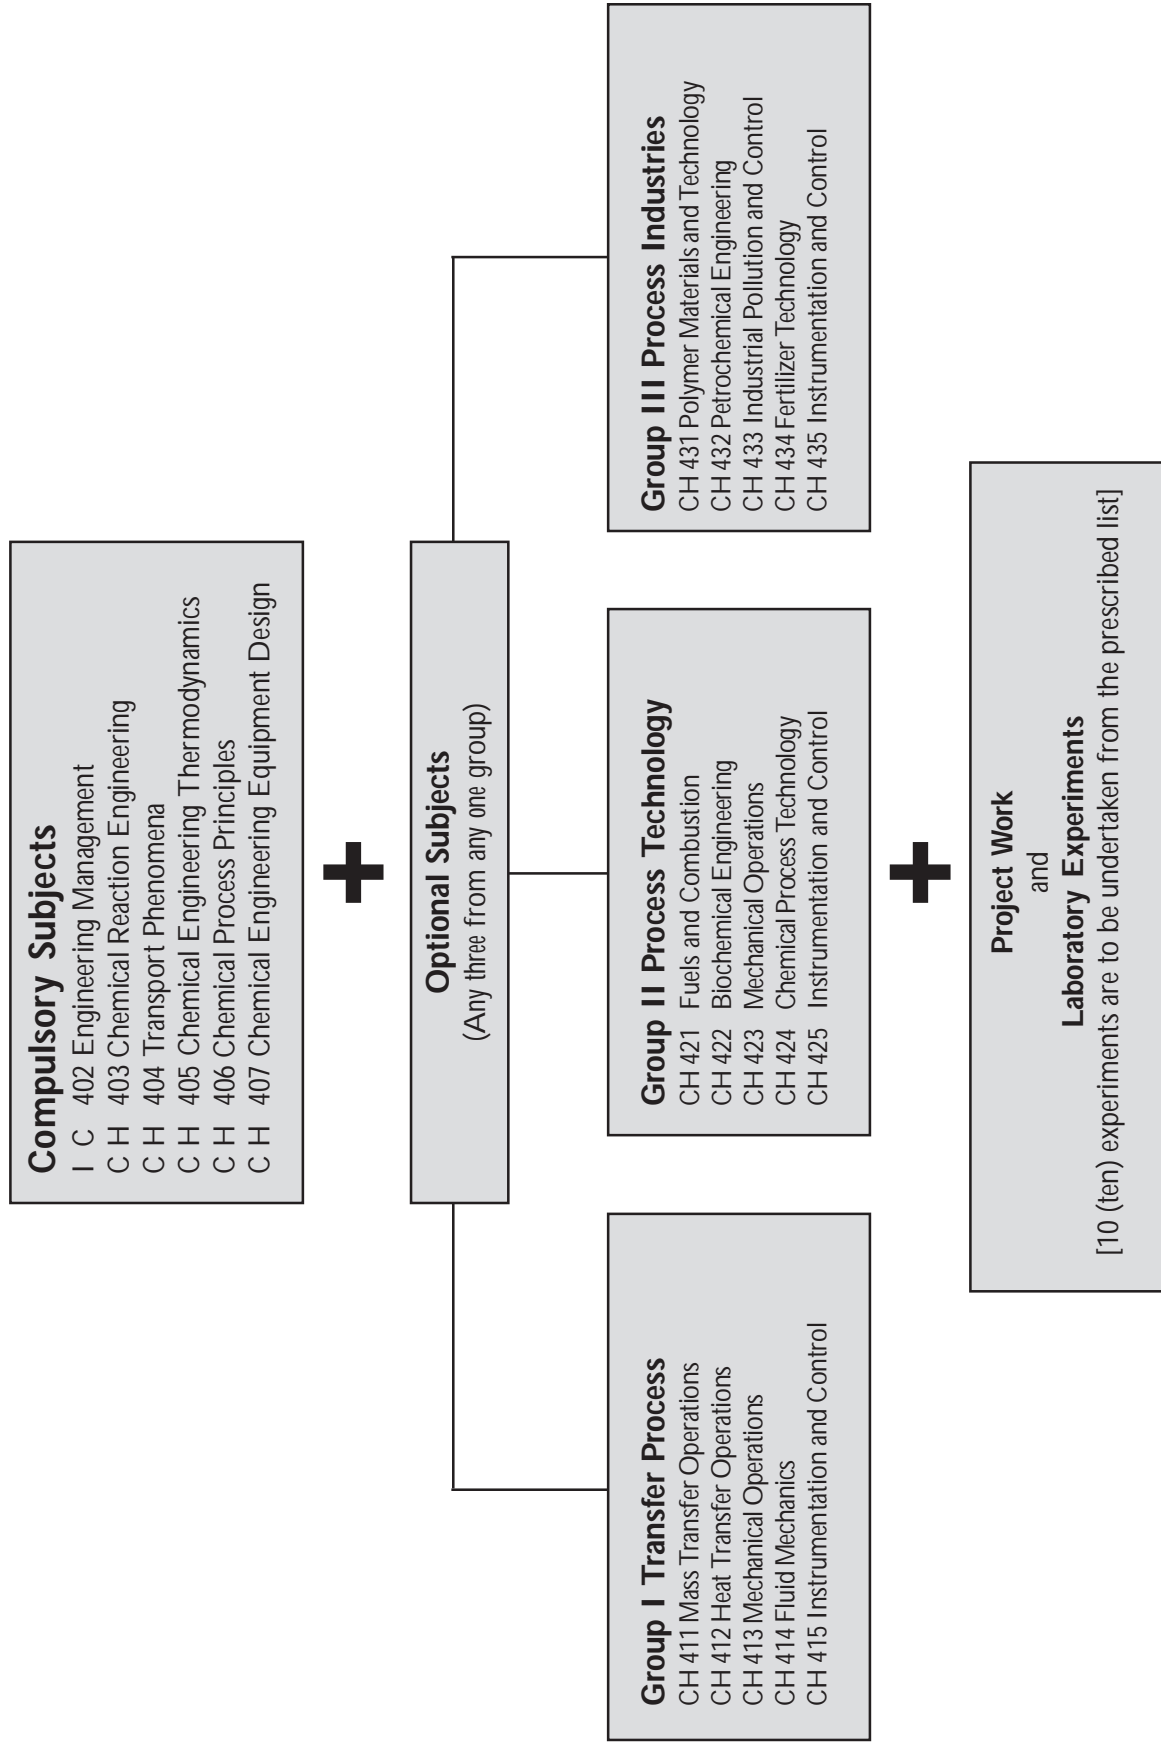 Compulsory Subjects
I C 402 Engineering Management
C H 403 Chemical Reaction Engineering
C H 404 Transport Phenomena
C H 405 Chemical Engineering Thermodynamics
C H 406 Chemical Process Principles
C H 407 Chemical Engineering Equipment Design
+
Optional Subjects
(Any three from any one group)
Group I Transfer Process
CH 411 Mass Transfer Operations
CH 412 Heat Transfer Operations
CH 413 Mechanical Operations
CH 414 Fluid Mechanics
CH 415 Instrumentation and Control
Group II Process Technology
CH 421 Fuels and Combustion
CH 422 Biochemical Engineering
CH 423 Mechanical Operations
CH 424 Chemical Process Technology
CH 425 Instrumentation and Control
Group III Process Industries
CH 431 Polymer Materials and Technology
CH 432 Petrochemical Engineering
CH 433 Industrial Pollution and Control
CH 434 Fertilizer Technology
CH 435 Instrumentation and Control
+
Project Work
and
Laboratory Experiments
[10 (ten) experiments are to be undertaken from the prescribed list]